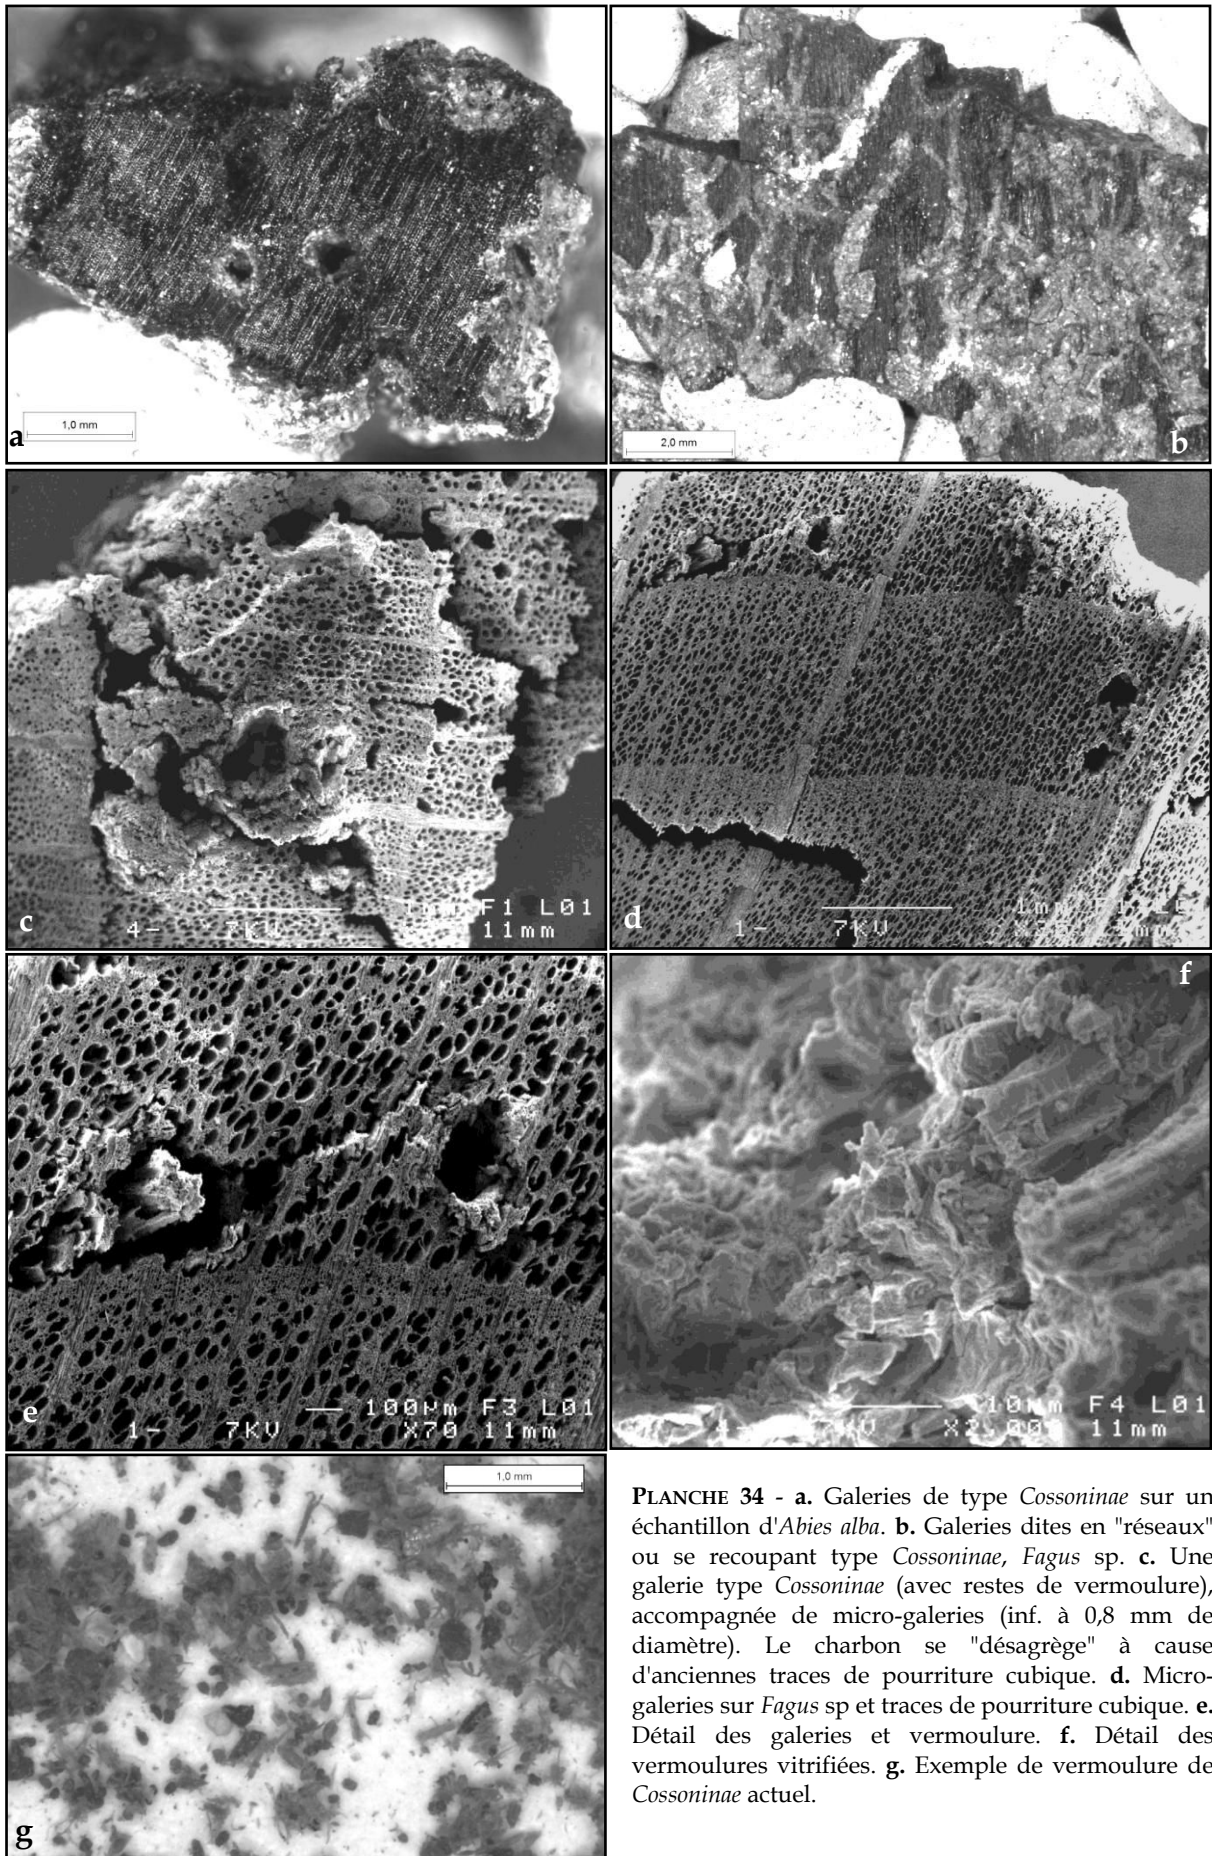 1,0 mm
a
2,0 mm
b
c
4- 7KV 1mm F1 L01
11mm
d
1- 7KV 1mm
e
100µm F3 L01
1- 7KV X70 11mm
f
10µm F4 L01
11mm
1,0 mm
g
PLANCHE 34 - a. Galeries de type Cossoninae sur un
échantillon d'Abies alba. b. Galeries dites en "réseaux"
ou se recoupant type Cossoninae, Fagus sp. c. Une
galerie type Cossoninae (avec restes de vermoulure),
accompagnée de micro-galeries (inf. à 0,8 mm de
diamètre). Le charbon se "désagrège" à cause
d'anciennes traces de pourriture cubique. d. Micro-
galeries sur Fagus sp et traces de pourriture cubique. e.
Détail des galeries et vermoulure. f. Détail des
vermoulures vitrifiées. g. Exemple de vermoulure de
Cossoninae actuel.